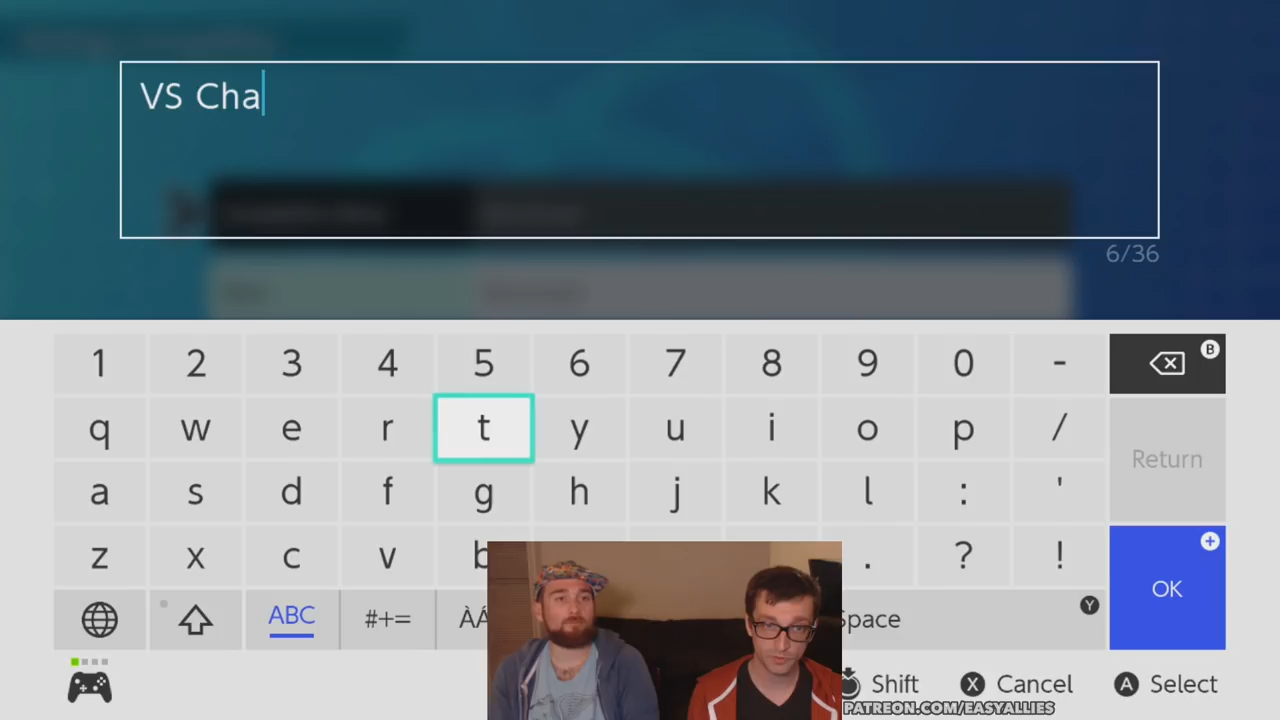 VS Cha
6/36
1 2 3 4 5 6 7 8 9 0 - B
q w e r t y u i o p /
Return
a s d f g h j k l : '
z x c v b . ? ! +
OK
ABC #+= ÀÁ Space Y
Shift X Cancel A Select
PATREON.COM/EASYALLIES